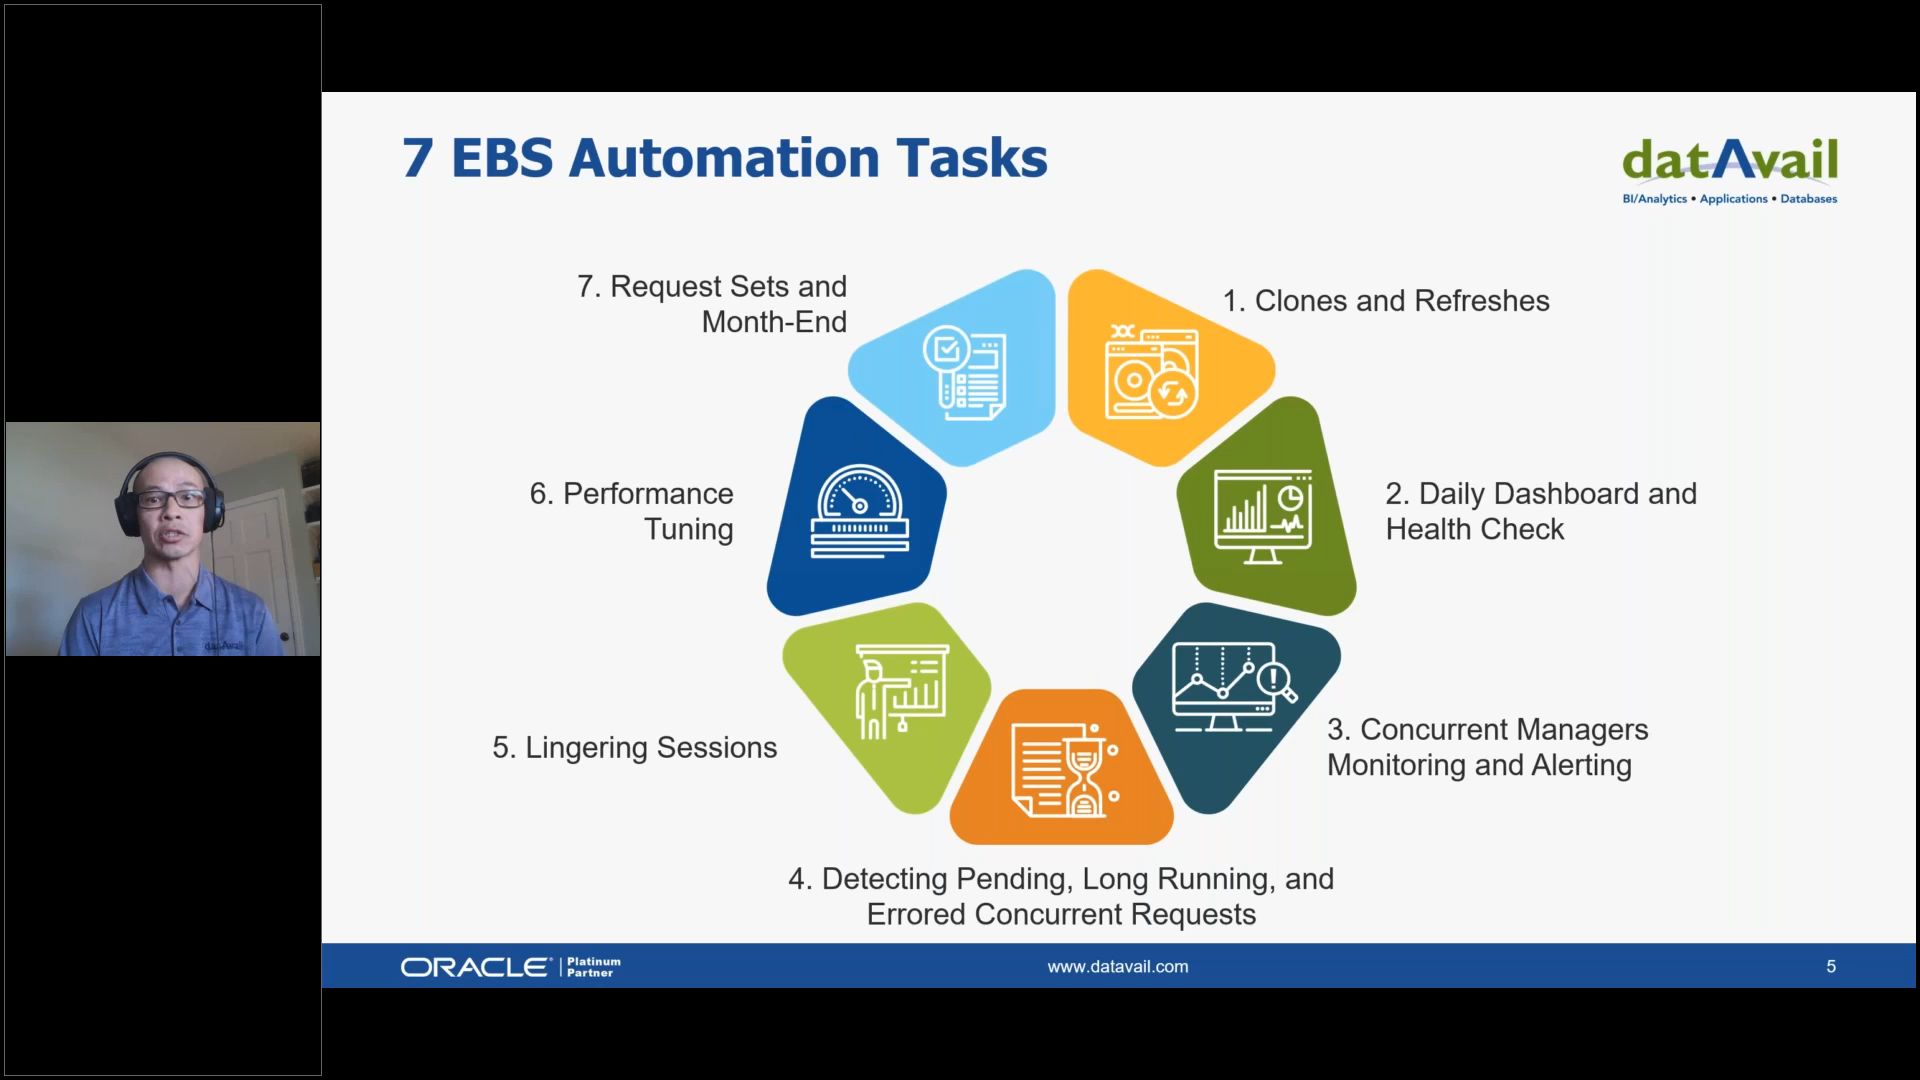 7 EBS Automation Tasks
datAvail
BI/Analytics • Applications • Databases
7. Request Sets and
Month-End
1. Clones and Refreshes
6. Performance
Tuning
2. Daily Dashboard and
Health Check
5. Lingering Sessions
3. Concurrent Managers
Monitoring and Alerting
4. Detecting Pending, Long Running, and
Errored Concurrent Requests
ORACLE® | Platinum
Partner
www.datavail.com
5
datAvail